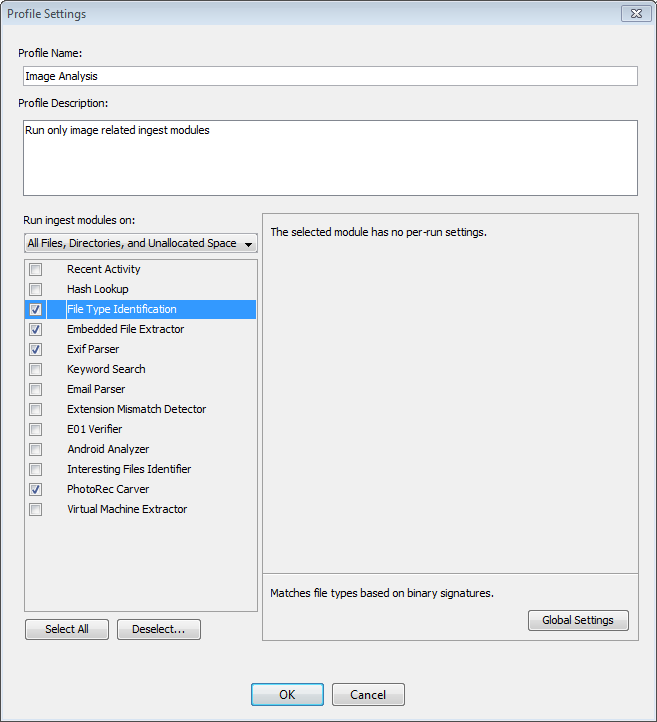 Profile Settings
Profile Name:
Image Analysis
Profile Description:
Run only image related ingest modules
Run ingest modules on:
All Files, Directories, and Unallocated Space
Recent Activity
Hash Lookup
File Type Identification
Embedded File Extractor
Exif Parser
Keyword Search
Email Parser
Extension Mismatch Detector
E01 Verifier
Android Analyzer
Interesting Files Identifier
PhotoRec Carver
Virtual Machine Extractor
Select All
Deselect...
The selected module has no per-run settings.
Matches file types based on binary signatures.
Global Settings
OK
Cancel